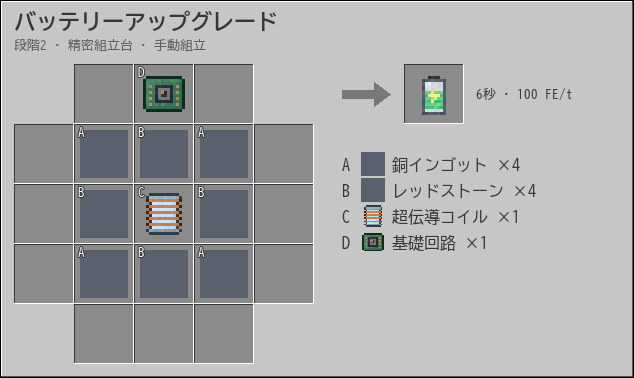 バッテリーアップグレード
段階2 · 精密組立台 · 手動組立
D
6秒 · 100 FE/t
A B A
B C B
A B A
A 銅インゴット ×4
B レッドストーン ×4
C 超伝導コイル ×1
D 基礎回路 ×1